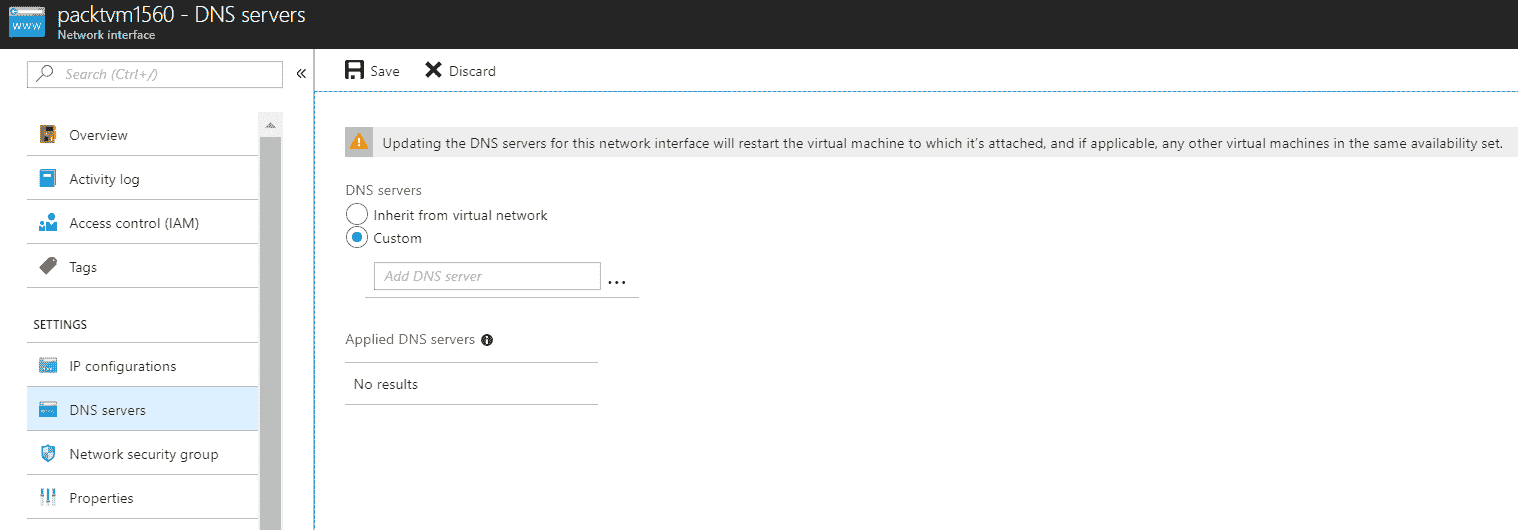 packtvm1560 - DNS servers
Network interface
www
Search (Ctrl+/)
«
Save
Discard
Overview
Activity log
Access control (IAM)
Tags
SETTINGS
IP configurations
DNS servers
Network security group
Properties
Updating the DNS servers for this network interface will restart the virtual machine to which it's attached, and if applicable, any other virtual machines in the same availability set.
DNS servers
Inherit from virtual network
Custom
Add DNS server
...
Applied DNS servers
No results